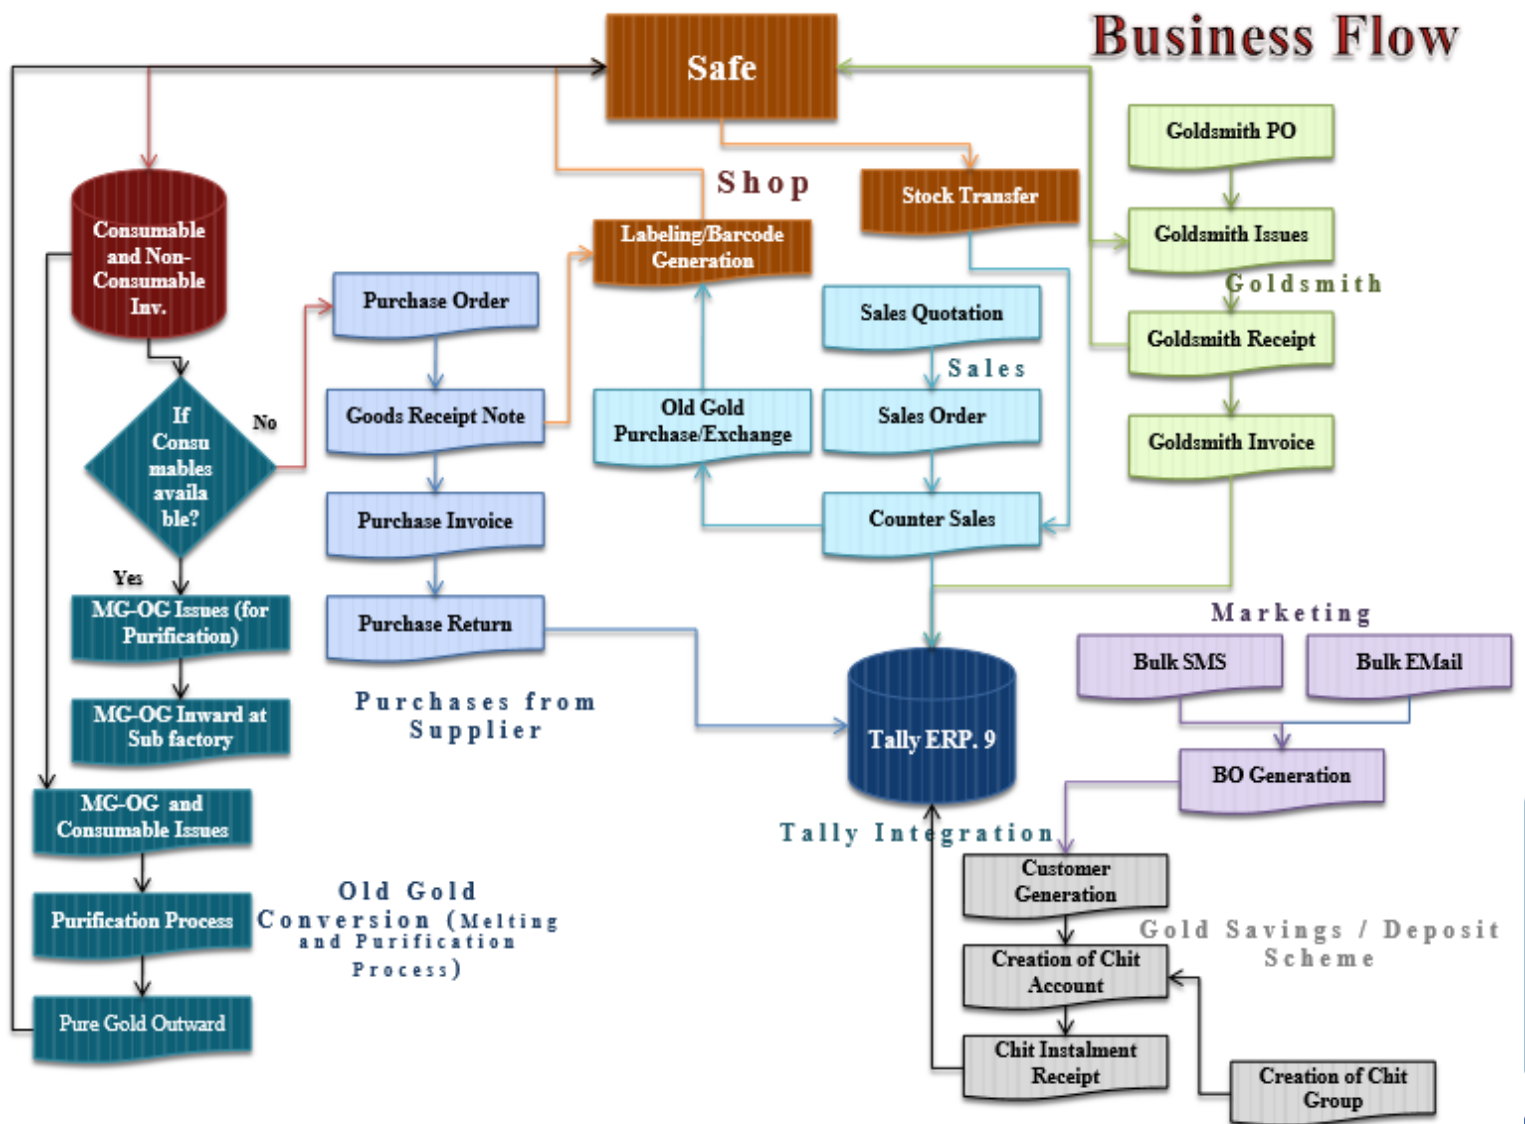 Business Flow
Safe
Goldsmith PO
Shop
Stock Transfer
Consumable
and Non-
Consumable
Inv.
Labeling/Barcode
Generation
Goldsmith Issues
Goldsmith
Purchase Order
Sales Quotation
Goldsmith Receipt
Sales
If
Consu
mables
availa
ble?
No
Goods Receipt Note
Old Gold
Purchase/Exchange
Sales Order
Goldsmith Invoice
Purchase Invoice
Counter Sales
Yes
MG-OG Issues (for
Purification)
Purchase Return
Marketing
Bulk SMS
Bulk EMail
Purchases from
Supplier
MG-OG Inward at
Sub factory
Tally ERP. 9
BO Generation
MG-OG and
Consumable Issues
Tally Integration
Customer
Generation
Old Gold
Conversion (Melting
and Purification
Process)
Purification Process
Gold Savings / Deposit
Scheme
Creation of Chit
Account
Pure Gold Outward
Chit Instalment
Receipt
Creation of Chit
Group